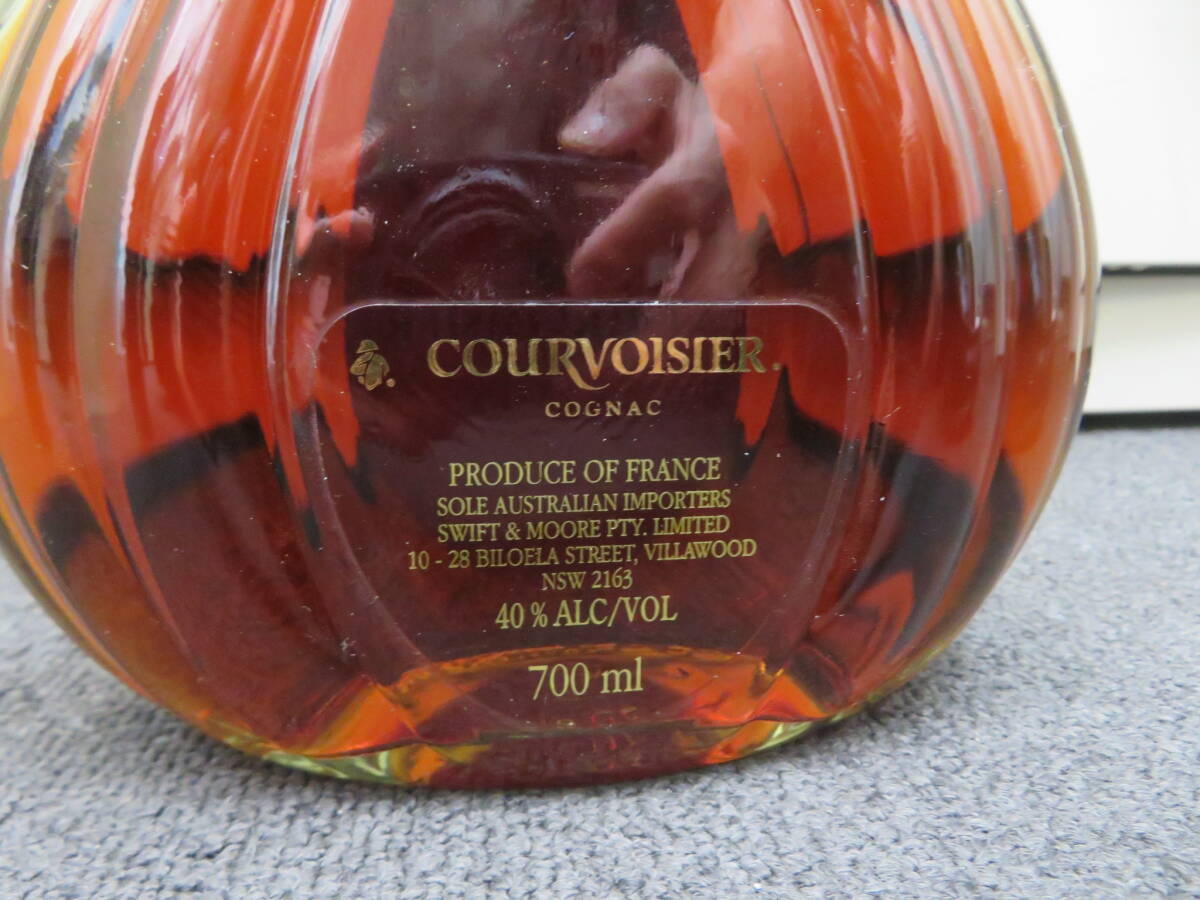 COURVOISIER®
COGNAC
PRODUCE OF FRANCE
SOLE AUSTRALIAN IMPORTERS
SWIFT & MOORE PTY. LIMITED
10 - 28 BILOELA STREET, VILLAWOOD
NSW 2163
40 % ALC/VOL
700 ml